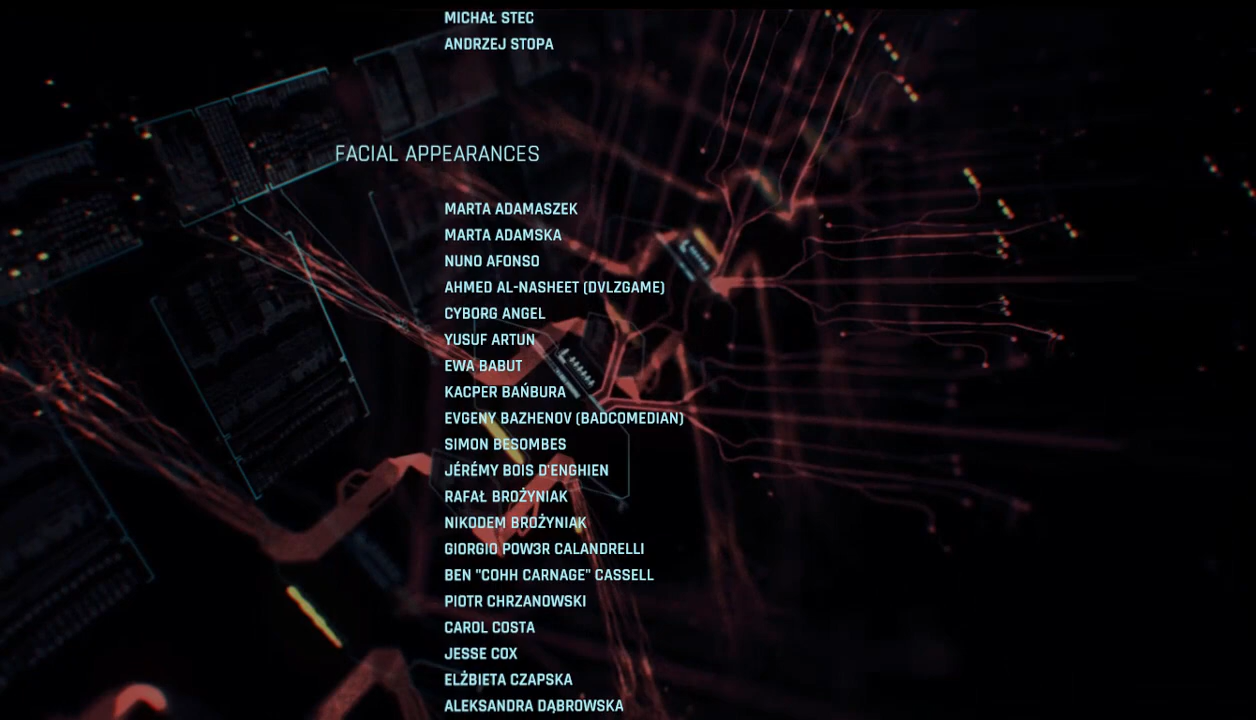 MICHAŁ STEC
ANDRZEJ STOPA
FACIAL APPEARANCES
MARTA ADAMASZEK
MARTA ADAMSKA
NUNO AFONSO
AHMED AL-NASHEET (DVLZGAME)
CYBORG ANGEL
YUSUF ARTUN
EWA BABUT
KACPER BAŃBURA
EVGENY BAZHENOV (BADCOMEDIAN)
SIMON BESOMBES
JÉRÉMY BOIS D'ENGHIEN
RAFAŁ BROŻYNIAK
NIKODEM BROŻYNIAK
GIORGIO POW3R CALANDRELLI
BEN "COHH CARNAGE" CASSELL
PIOTR CHRZANOWSKI
CAROL COSTA
JESSE COX
ELŻBIETA CZAPSKA
ALEKSANDRA DĄBROWSKA